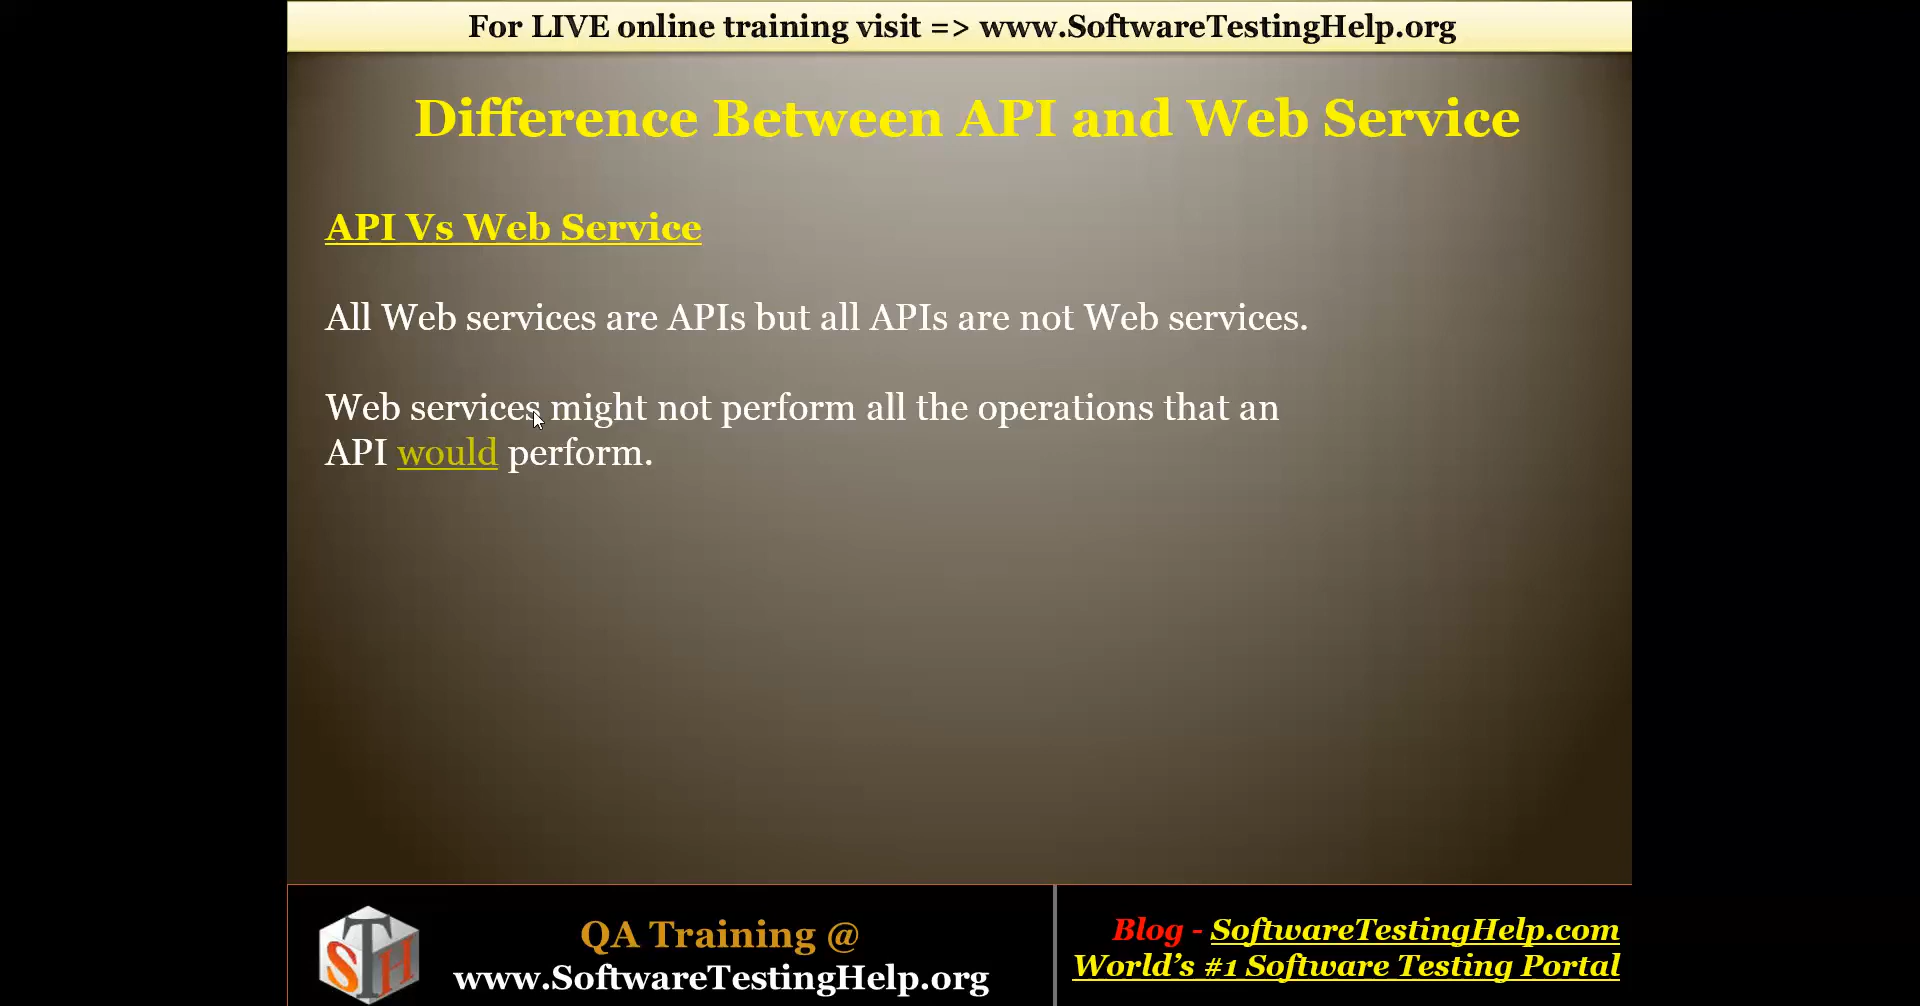 For LIVE online training visit => www.SoftwareTestingHelp.org
Difference Between API and Web Service
API Vs Web Service
All Web services are APIs but all APIs are not Web services.
Web services might not perform all the operations that an
API would perform.
STH
QA Training @
www.SoftwareTestingHelp.org
Blog - SoftwareTestingHelp.com
World’s #1 Software Testing Portal